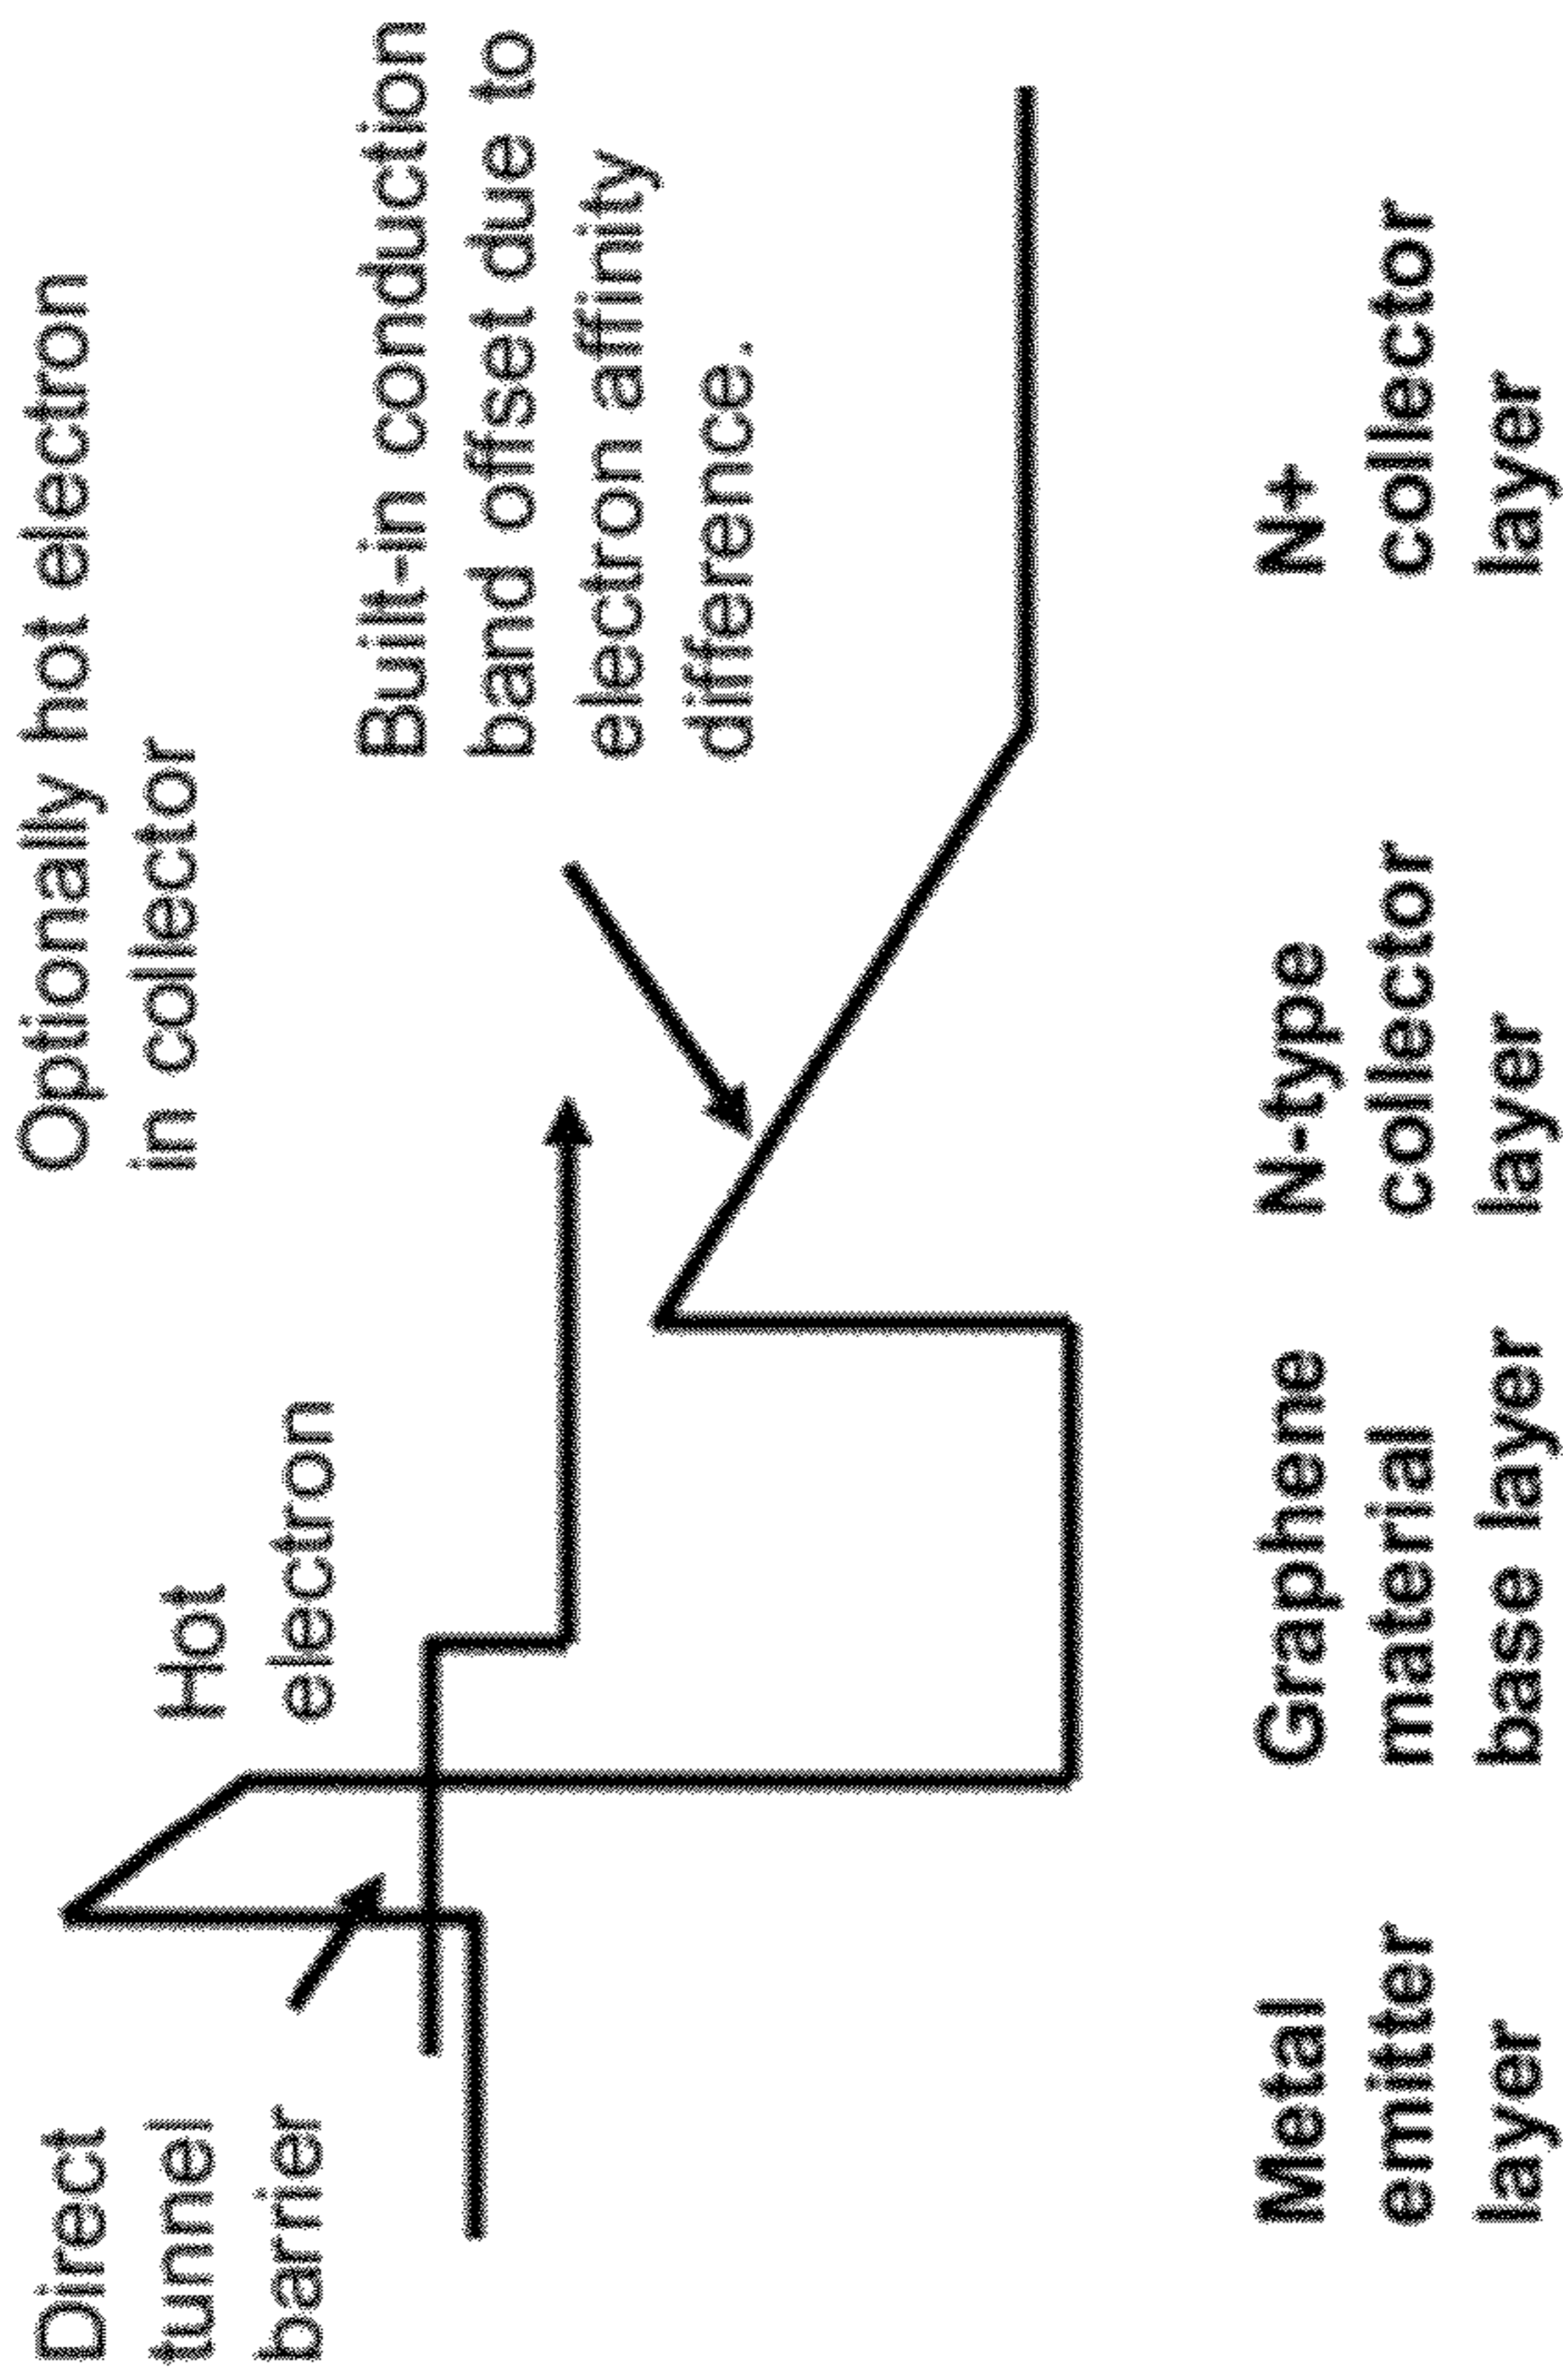 Direct
tunnel
barrier
Hot
electron
Optionally hot electron
in collector
Built-in conduction
band offset due to
electron affinity
difference.
Metal
emitter
layer
Graphene
material
base layer
N-type
collector
layer
N+
collector
layer